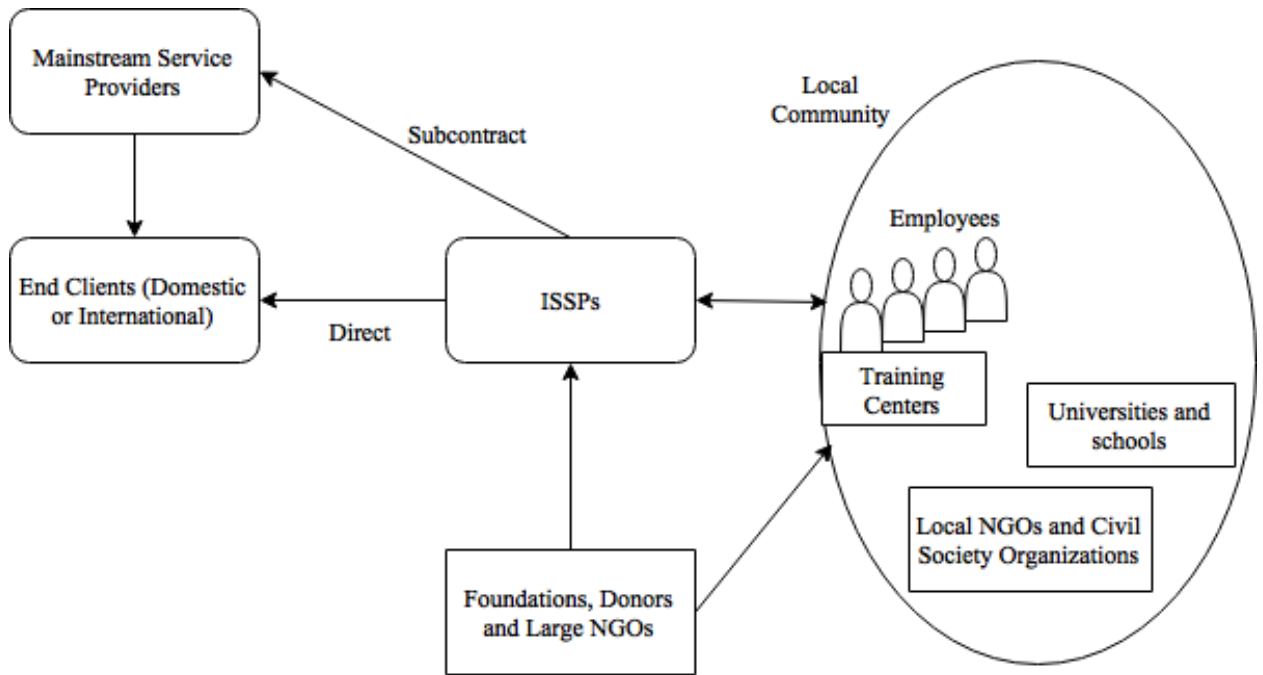 Mainstream Service
Providers
Subcontract
Local
Community
Employees
End Clients (Domestic
or International)
Direct
ISSPs
Training
Centers
Universities and
schools
Local NGOs and Civil
Society Organizations
Foundations, Donors
and Large NGOs